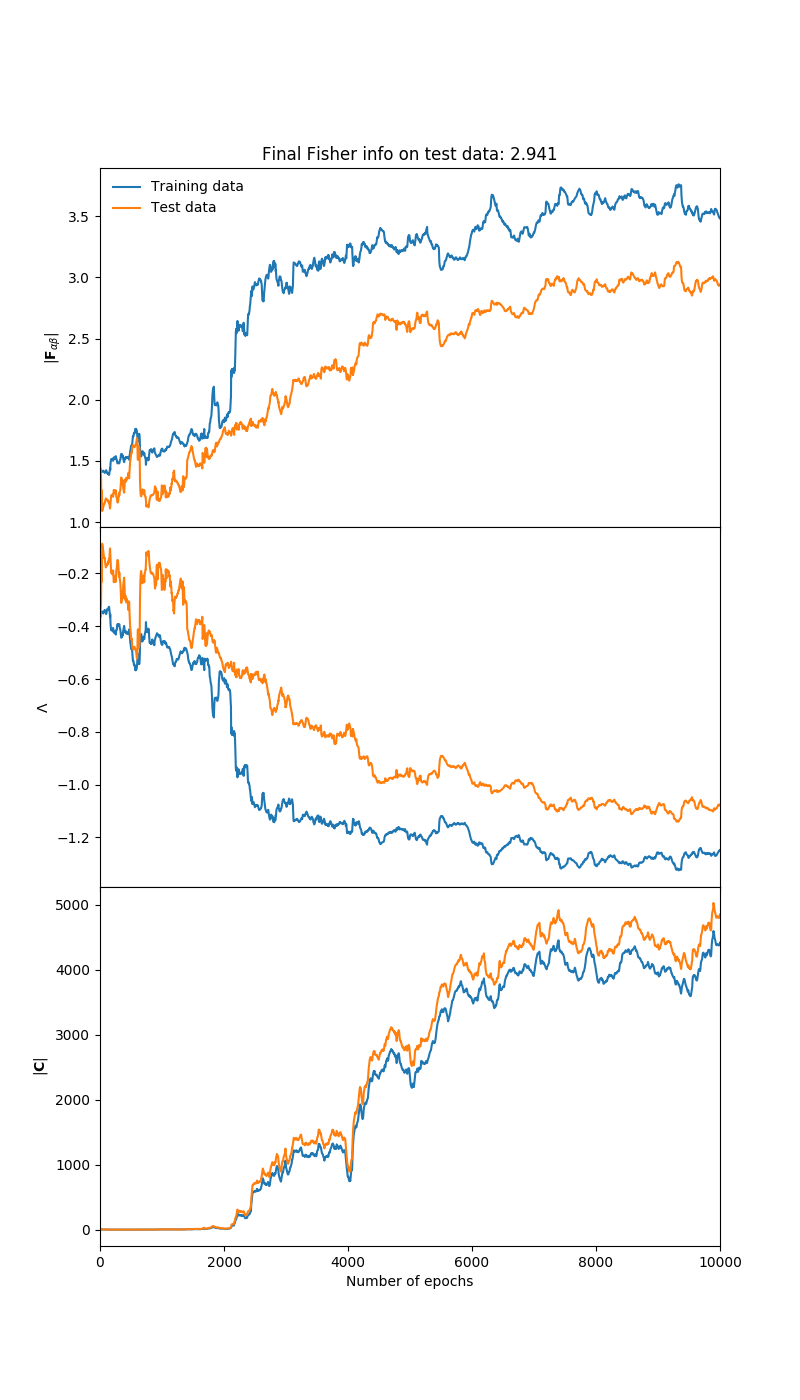 Final Fisher info on test data: 2.941
Training data
Test data
3.5
3.0
2.5
2.0
1.5
1.0
|F_{αβ}|
−0.2
−0.4
−0.6
−0.8
−1.0
−1.2
Λ
5000
4000
3000
2000
1000
0
|C|
0 2000 4000 6000 8000 10000
Number of epochs